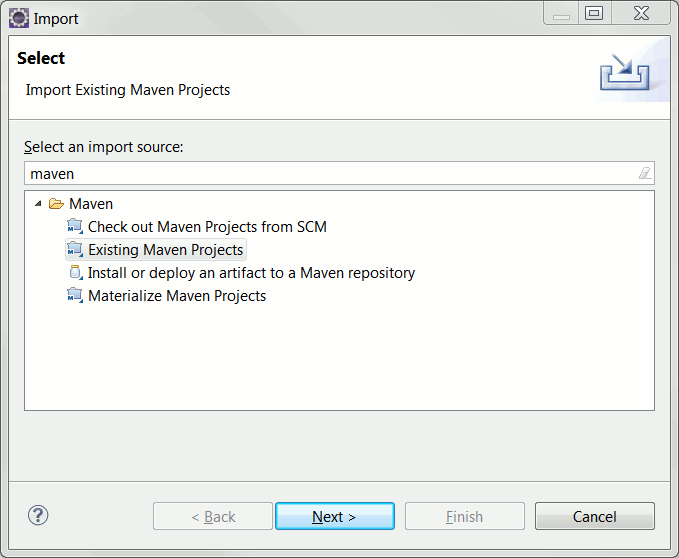 Import
Select
Import Existing Maven Projects
Select an import source:
maven
Maven
Check out Maven Projects from SCM
Existing Maven Projects
Install or deploy an artifact to a Maven repository
Materialize Maven Projects
? < Back Next > Finish Cancel